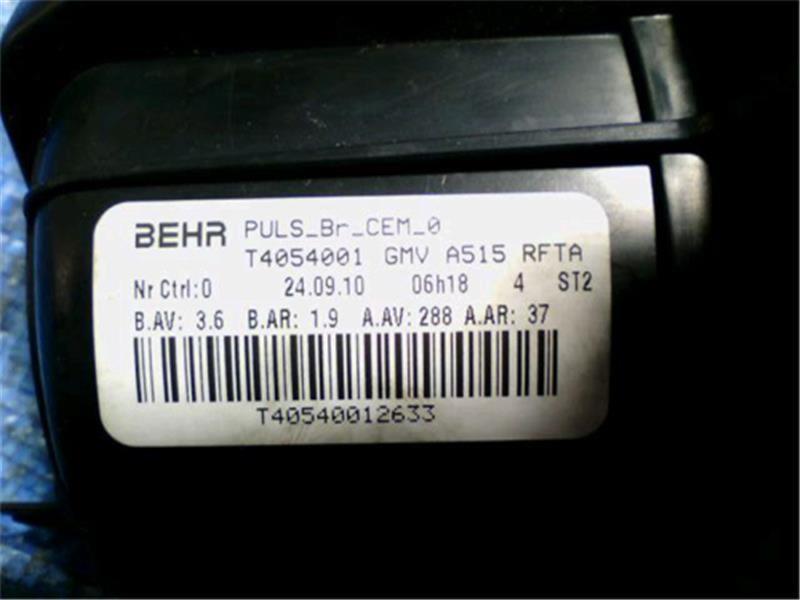 BEHR PULS_Br_CEM_0
T4054001 GMV A515 RFTA
Nr Ctrl:0 24.09.10 06h18 4 ST2
B.AV: 3.6 B.AR: 1.9 A.AV: 288 A.AR: 37
T40540012633